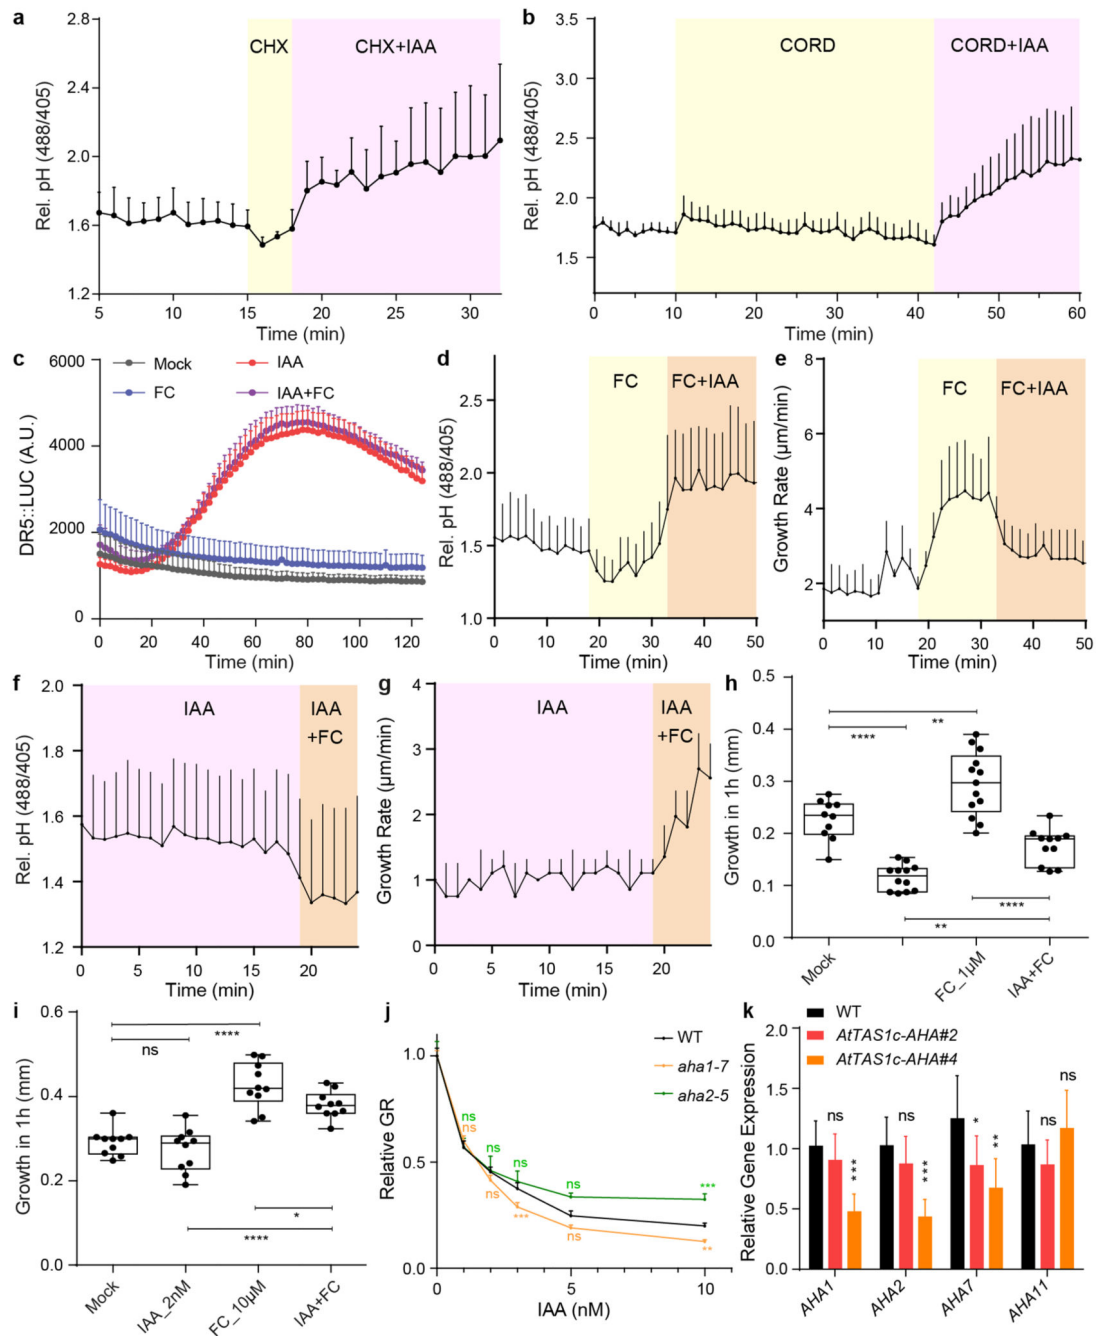 a
2.8
2.4
2.0
1.6
1.2
Rel. pH (488/405)
CHX
CHX+IAA
5
10
15
20
25
30
Time (min)
b
3.5
3.0
2.5
2.0
1.5
Rel. pH (488/405)
CORD
CORD+IAA
0
10
20
30
40
50
60
Time (min)
c
6000
4000
2000
0
DR5::LUC (A.U.)
Mock
IAA
FC
IAA+FC
0
20
40
60
80
100
120
Time (min)
d
2.5
2.0
1.5
1.0
Rel. pH (488/405)
FC
FC+IAA
0
10
20
30
40
50
Time (min)
e
8
6
4
2
Growth Rate (µm/min)
FC
FC+IAA
0
10
20
30
40
50
Time (min)
f
2.0
1.8
1.6
1.4
1.2
Rel. pH (488/405)
IAA
IAA
+FC
0
5
10
15
20
Time (min)
g
4
3
2
1
0
Growth Rate (µm/min)
IAA
IAA
+FC
0
5
10
15
20
Time (min)
h
0.5
0.4
0.3
0.2
0.1
0.0
Growth in 1h (mm)
**
****
****
**
Mock
FC_1µM
IAA+FC
i
0.6
0.4
0.2
0.0
Growth in 1h (mm)
****
ns
*
****
Mock
IAA_2nM
FC_10µM
IAA+FC
j
1.0
0.5
0.0
Relative GR
WT
aha1-7
aha2-5
ns
ns
ns
ns
ns
***
ns
ns
***
**
0
5
10
IAA (nM)
k
WT
AtTAS1c-AHA#2
AtTAS1c-AHA#4
2.0
1.5
1.0
0.5
0.0
Relative Gene Expression
ns
***
ns
***
*
**
ns
ns
AHA1
AHA2
AHA7
AHA11